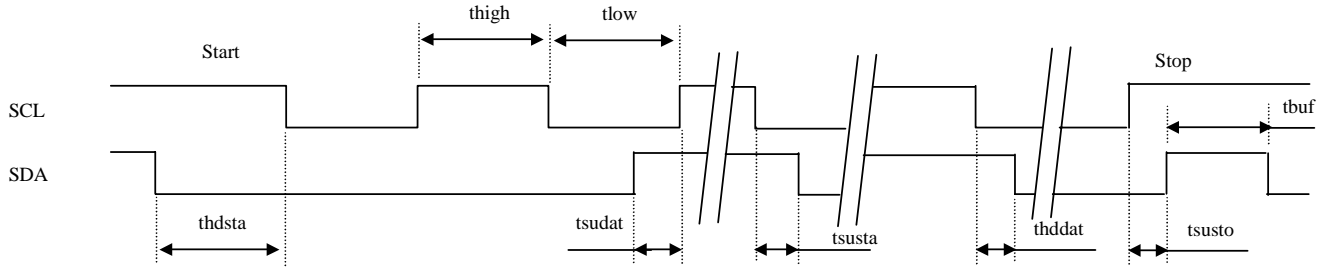 thigh tlow
Start Stop
SCL tbuf
SDA
thdsta tsudat tsusta thddat tsusto